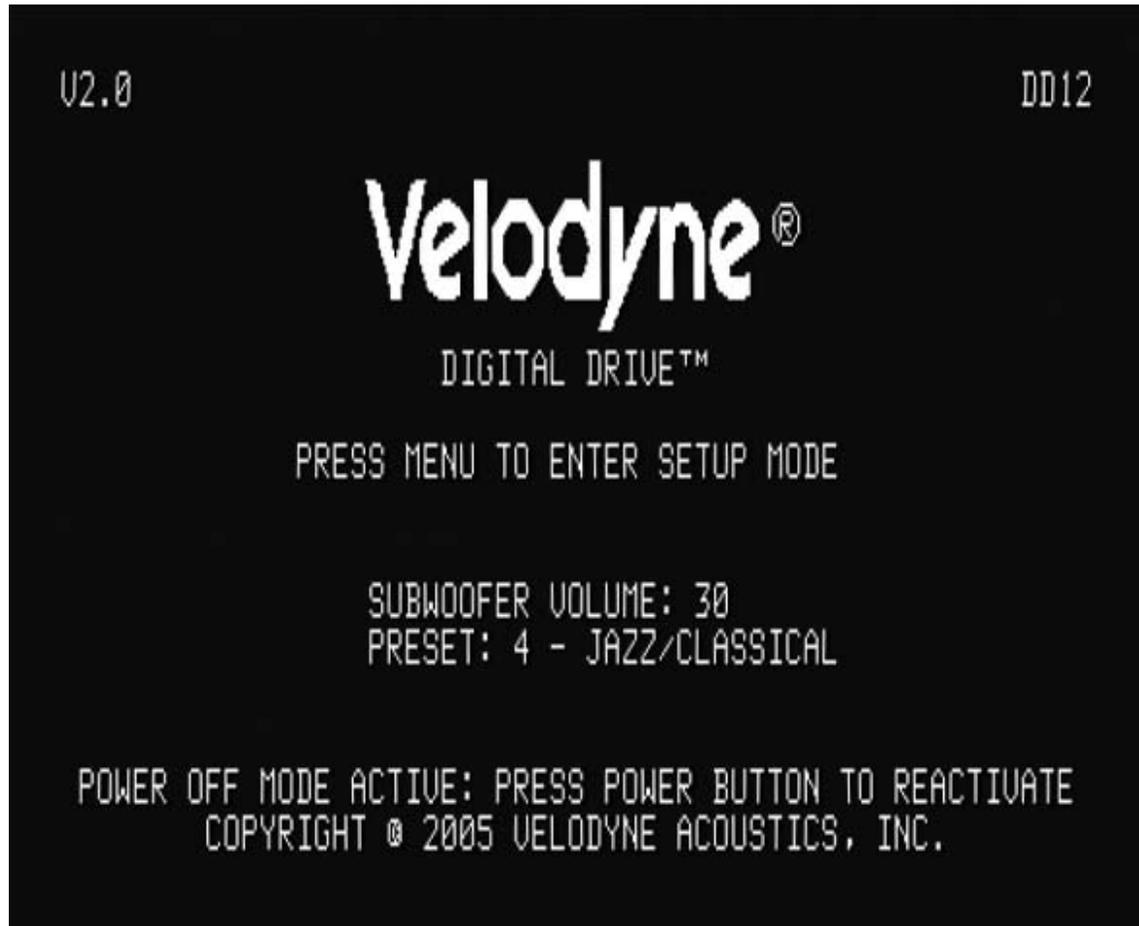 V2.0 DD12
Velodyne®
DIGITAL DRIVE™
PRESS MENU TO ENTER SETUP MODE
SUBWOOFER VOLUME: 30
PRESET: 4 - JAZZ/CLASSICAL
POWER OFF MODE ACTIVE: PRESS POWER BUTTON TO REACTIVATE
COPYRIGHT © 2005 VELODYNE ACOUSTICS, INC.